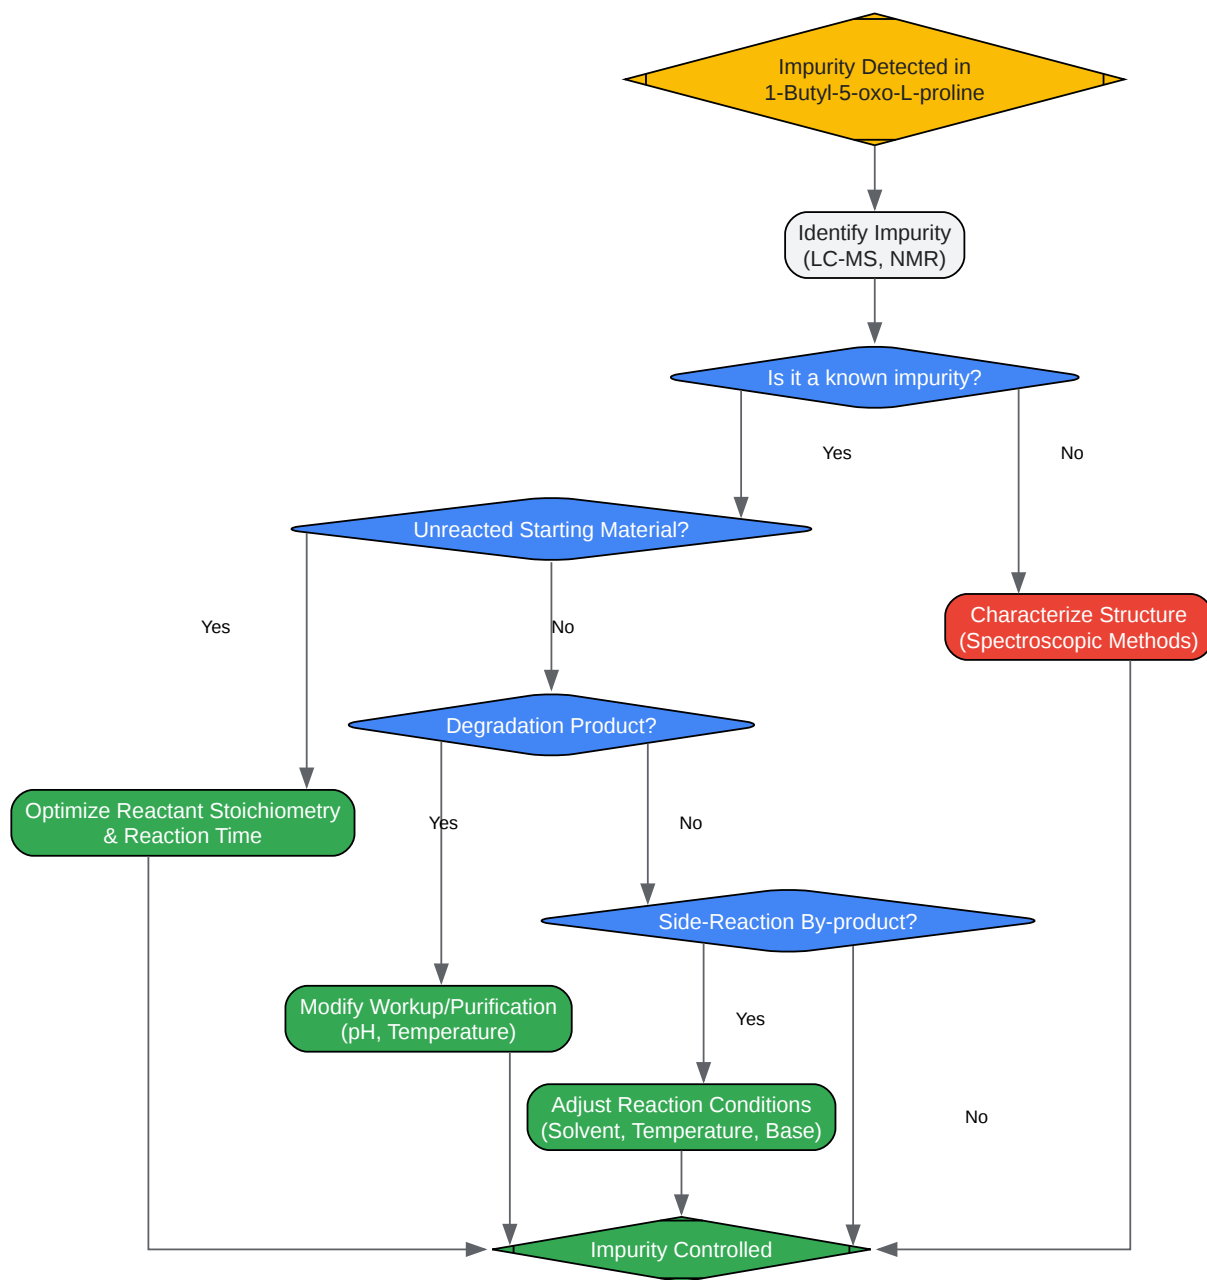 Impurity Detected in
1-Butyl-5-oxo-L-proline
Identify Impurity
(LC-MS, NMR)
Is it a known impurity?
Yes
No
Unreacted Starting Material?
Yes
No
Characterize Structure
(Spectroscopic Methods)
Degradation Product?
Optimize Reactant Stoichiometry
& Reaction Time
Yes
No
Side-Reaction By-product?
Modify Workup/Purification
(pH, Temperature)
Yes
Adjust Reaction Conditions
(Solvent, Temperature, Base)
No
Impurity Controlled